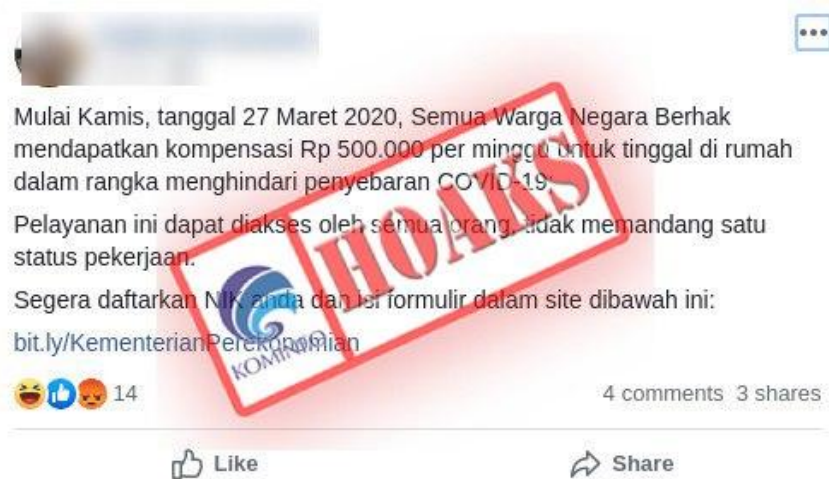 Mulai Kamis, tanggal 27 Maret 2020, Semua Warga Negara Berhak
mendapatkan kompensasi Rp 500.000 per minggu untuk tinggal di rumah
dalam rangka menghindari penyebaran COVID-19.
Pelayanan ini dapat diakses oleh semua orang, tidak memandang satu
status pekerjaan.
Segera daftarkan NIK anda dan isi formulir dalam site dibawah ini:
bit.ly/KementerianPerekonomian
HOAKS
KOMINFO
14
4 comments 3 shares
Like
Share